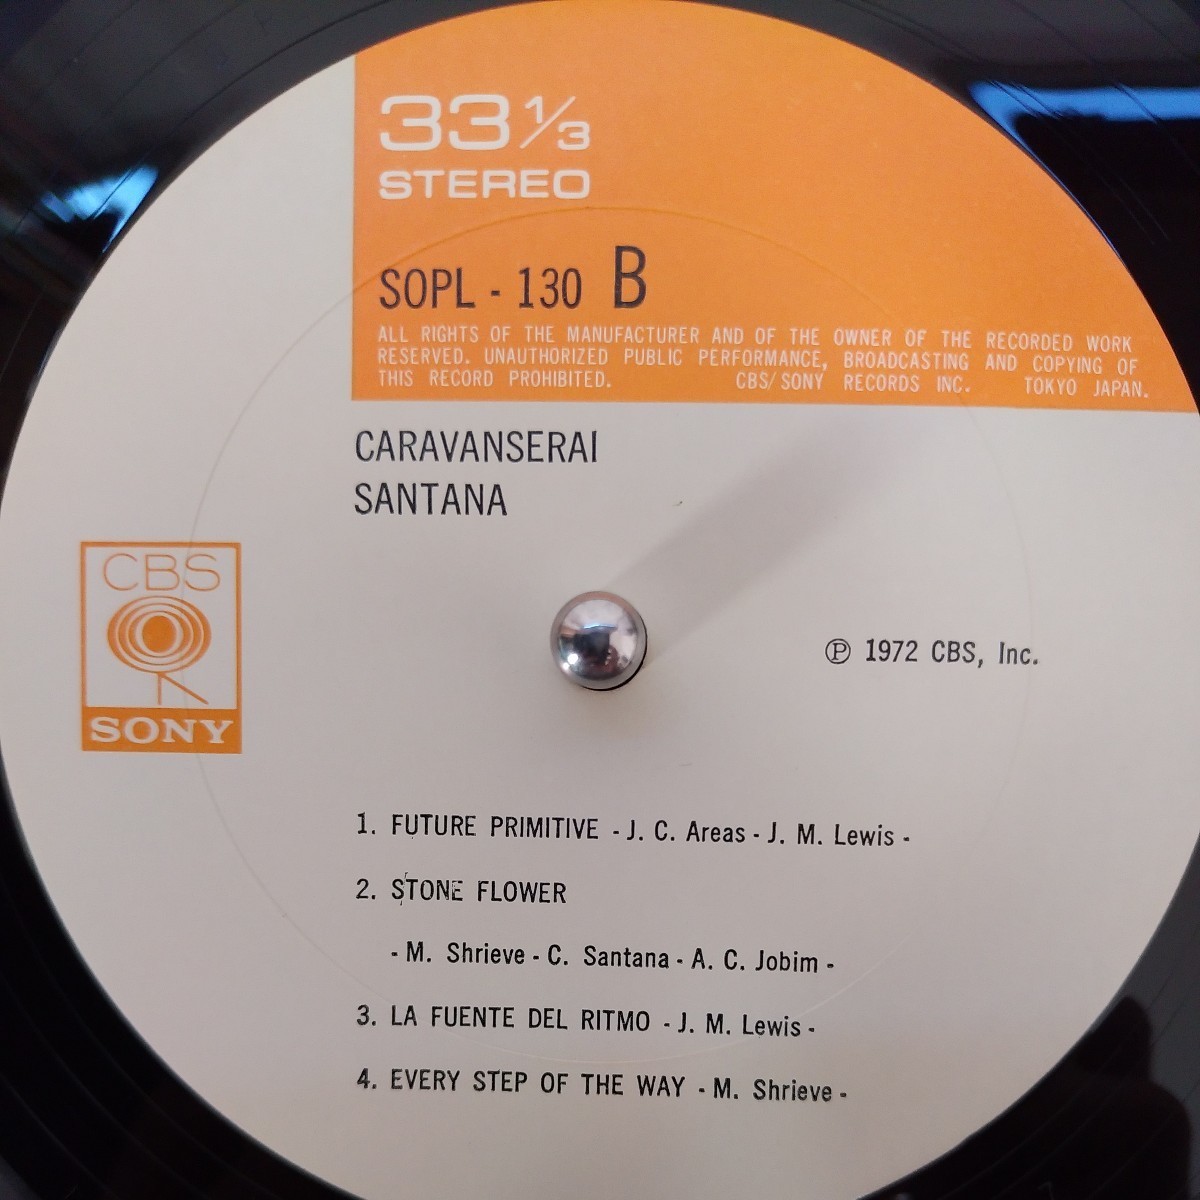 33 1/3
STEREO
SOPL - 130 B
ALL RIGHTS OF THE MANUFACTURER AND OF THE OWNER OF THE RECORDED WORK
RESERVED. UNAUTHORIZED PUBLIC PERFORMANCE, BROADCASTING AND COPYING OF
THIS RECORD PROHIBITED. CBS/SONY RECORDS INC. TOKYO JAPAN.
CARAVANSERAI
SANTANA
CBS
SONY
℗ 1972 CBS, Inc.
1. FUTURE PRIMITIVE - J. C. Areas - J. M. Lewis -
2. STONE FLOWER
- M. Shrieve - C. Santana - A. C. Jobim -
3. LA FUENTE DEL RITMO - J. M. Lewis -
4. EVERY STEP OF THE WAY - M. Shrieve -